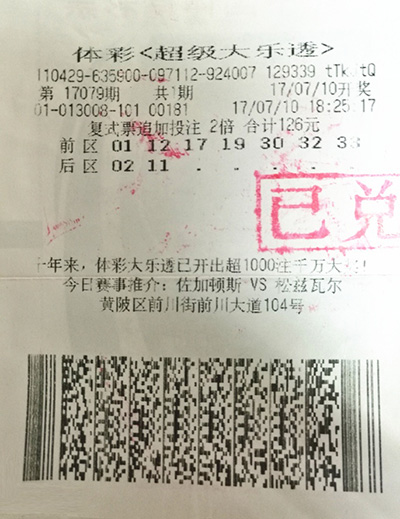 体彩<超级大乐透>
110429-635900-097112-924007 129339 tTk tQ
第 17079期 共1期 17/07/10开奖
01-013008-101 00181 17/07/10 18:25: 17
复式票追加投注 2倍 合计126元
前区 01 12 17 19 30 32 33
后区 02 11 . . . . .
已兑
十年来，体彩大乐透已开出超1000注千万大
今日赛事推介：佐加顿斯 VS 松兹瓦尔
黄陂区前川街前川大道104号